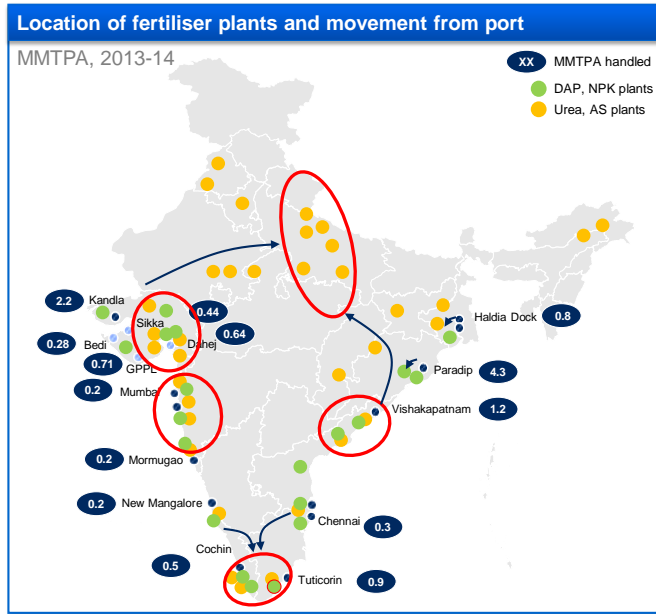 Location of fertiliser plants and movement from port
MMTPA, 2013-14
XX MMTPA handled
DAP, NPK plants
Urea, AS plants
2.2 Kandla
Sikka 0.44
0.28 Bedi
Dahej 0.64
0.71 GPPL
0.2 Mumbai
Haldia Dock 0.8
Paradip 4.3
Vishakapatnam 1.2
0.2 Mormugao
0.2 New Mangalore
Chennai 0.3
Cochin
0.5
Tuticorin 0.9